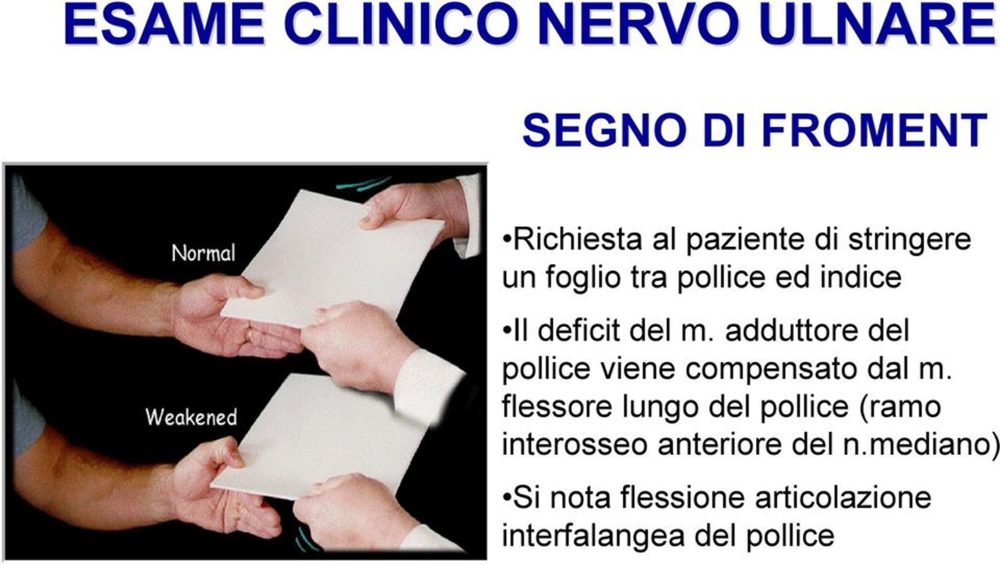 ESAME CLINICO NERVO ULNARE
SEGNO DI FROMENT
Normal
Weakened
•Richiesta al paziente di stringere
un foglio tra pollice ed indice
•Il deficit del m. adduttore del
pollice viene compensato dal m.
flessore lungo del pollice (ramo
interosseo anteriore del n.mediano)
•Si nota flessione articolazione
interfalangea del pollice